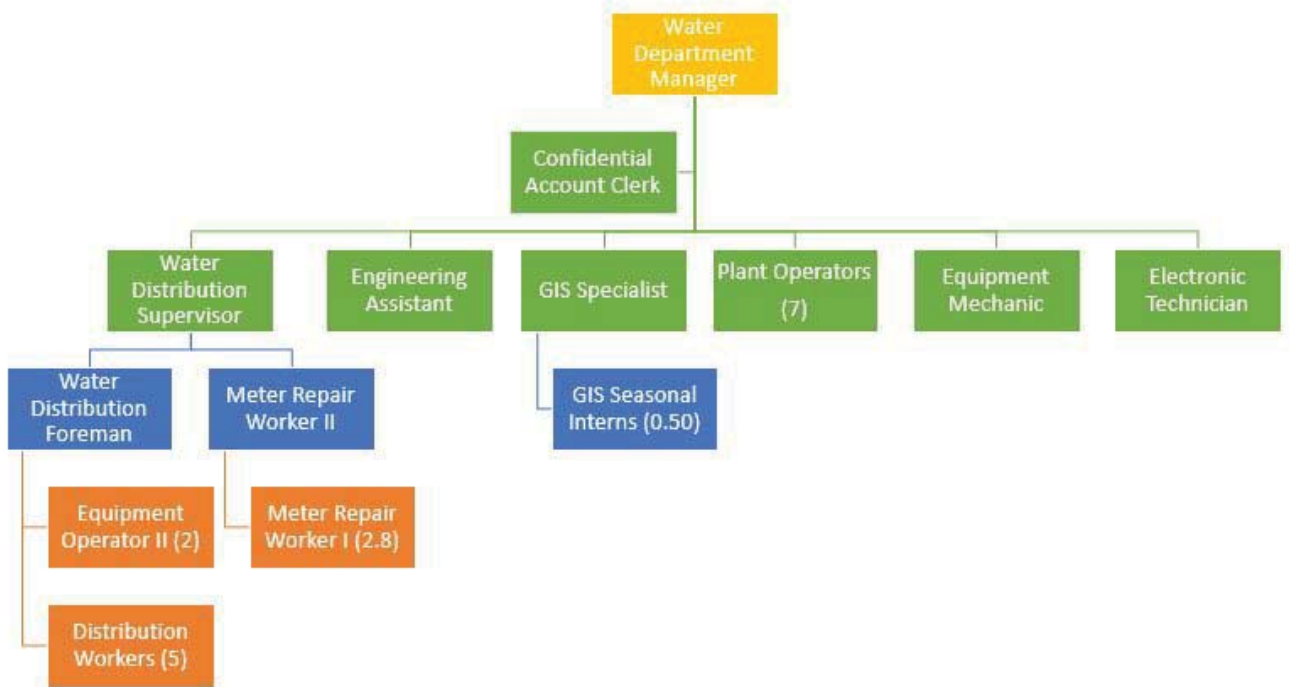 Water
Department
Manager
Confidential
Account Clerk
Water
Distribution
Supervisor
Engineering
Assistant
GIS Specialist
Plant Operators
(7)
Equipment
Mechanic
Electronic
Technician
Water
Distribution
Foreman
Meter Repair
Worker II
GIS Seasonal
Interns (0.50)
Equipment
Operator II (2)
Meter Repair
Worker I (2.8)
Distribution
Workers (5)